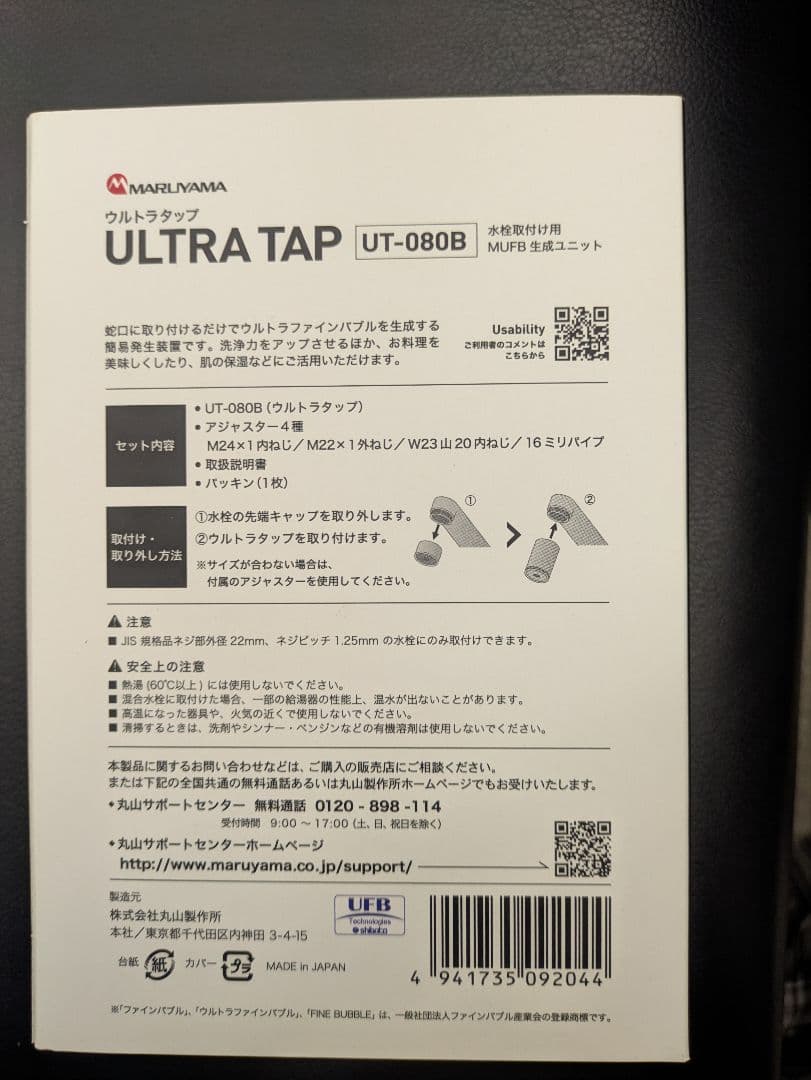 MARUYAMA
ウルトラタップ
ULTRA TAP UT-080B 水栓取付け用
MUFB 生成ユニット
蛇口に取り付けるだけでウルトラファインバブルを生成する
簡易発生装置です。洗浄力をアップさせるほか、お料理を
美味しくしたり、肌の保湿などにご活用いただけます。
Usability
ご利用者のコメントは
こちらから
セット内容
• UT-080B(ウルトラタップ)
• アジャスター4種
M24×1内ねじ/M22×1外ねじ/W23山20内ねじ/16ミリパイプ
• 取扱説明書
• パッキン(1枚)
取付け・
取り外し方法
①水栓の先端キャップを取り外します。
②ウルトラタップを取り付けます。
※サイズが合わない場合は、
付属のアジャスターを使用してください。
① > ②
⚠ 注意
■ JIS 規格品ネジ部外径 22mm、ネジピッチ 1.25mm の水栓にのみ取付けできます。
⚠ 安全上の注意
■ 熱湯(60℃以上)には使用しないでください。
■ 混合水栓に取付けた場合、一部の給湯器の性能上、温水が出ないことがあります。
■ 高温になった器具や、火気の近くで使用しないでください。
■ 清掃するときは、洗剤やシンナー・ベンジンなどの有機溶剤は使用しないでください。
本製品に関するお問い合わせなどは、ご購入の販売店にご相談ください。
または下記の全国共通の無料通話あるいは丸山製作所ホームページでもお受けいたします。
◆丸山サポートセンター 無料通話 0120 - 898 -114
受付時間 9:00 〜 17:00 (土、日、祝日を除く)
◆丸山サポートセンターホームページ
http://www.maruyama.co.jp/support/
製造元
株式会社丸山製作所
本社/東京都千代田区内神田 3-4-15
UFB
Technologies
shibata
台紙 紙 カバー プラ MADE in JAPAN
4 941735 092044
※「ファインバブル」、「ウルトラファインバブル」、「FINE BUBBLE」は、一般社団法人ファインバブル産業会の登録商標です。